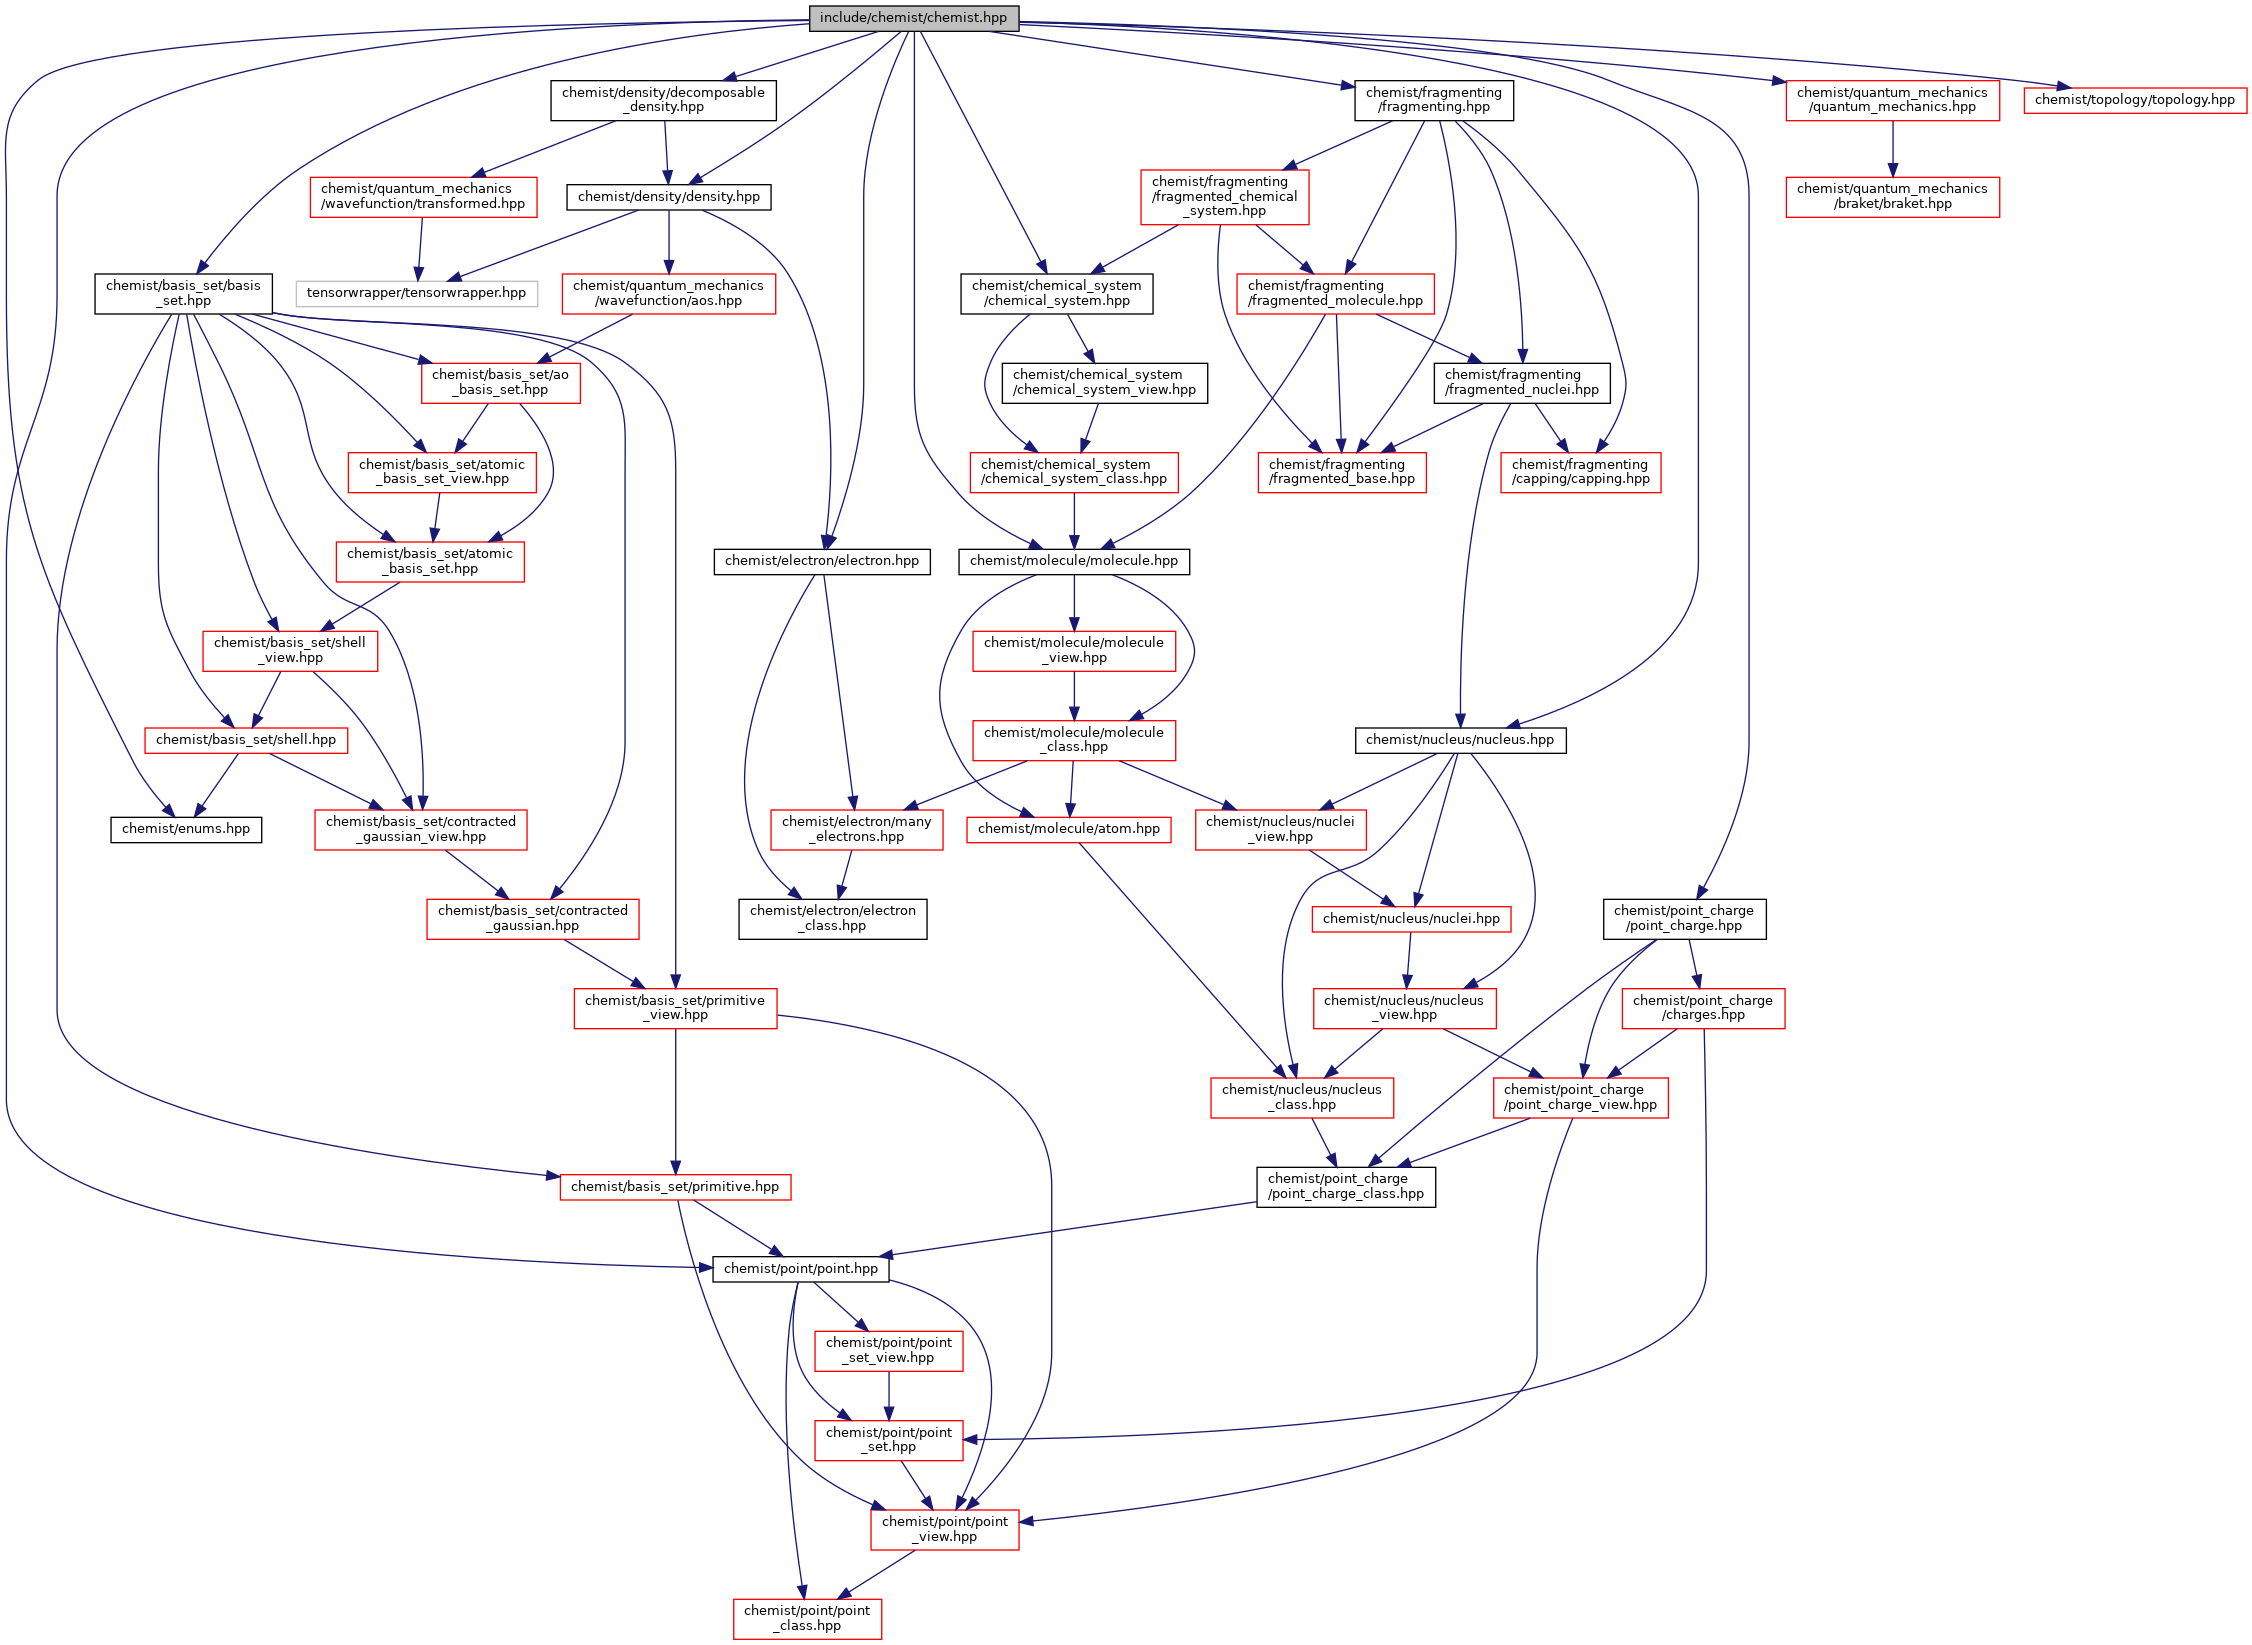 include/chemist/chemist.hpp
chemist/density/decomposable
_density.hpp
chemist/fragmenting
/fragmenting.hpp
chemist/quantum_mechanics
/quantum_mechanics.hpp
chemist/topology/topology.hpp
chemist/quantum_mechanics
/wavefunction/transformed.hpp
chemist/density/density.hpp
chemist/fragmenting
/fragmented_chemical
_system.hpp
chemist/quantum_mechanics
/braket/braket.hpp
chemist/basis_set/basis
_set.hpp
tensorwrapper/tensorwrapper.hpp
chemist/quantum_mechanics
/wavefunction/aos.hpp
chemist/chemical_system
/chemical_system.hpp
chemist/fragmenting
/fragmented_molecule.hpp
chemist/basis_set/ao
_basis_set.hpp
chemist/chemical_system
/chemical_system_view.hpp
chemist/fragmenting
/fragmented_nuclei.hpp
chemist/basis_set/atomic
_basis_set_view.hpp
chemist/chemical_system
/chemical_system_class.hpp
chemist/fragmenting
/fragmented_base.hpp
chemist/fragmenting
/capping/capping.hpp
chemist/basis_set/atomic
_basis_set.hpp
chemist/electron/electron.hpp
chemist/molecule/molecule.hpp
chemist/basis_set/shell
_view.hpp
chemist/molecule/molecule
_view.hpp
chemist/basis_set/shell.hpp
chemist/molecule/molecule
_class.hpp
chemist/nucleus/nucleus.hpp
chemist/enums.hpp
chemist/basis_set/contracted
_gaussian_view.hpp
chemist/electron/many
_electrons.hpp
chemist/molecule/atom.hpp
chemist/nucleus/nuclei
_view.hpp
chemist/basis_set/contracted
_gaussian.hpp
chemist/electron/electron
_class.hpp
chemist/nucleus/nuclei.hpp
chemist/point_charge
/point_charge.hpp
chemist/basis_set/primitive
_view.hpp
chemist/nucleus/nucleus
_view.hpp
chemist/point_charge
/charges.hpp
chemist/nucleus/nucleus
_class.hpp
chemist/point_charge
/point_charge_view.hpp
chemist/basis_set/primitive.hpp
chemist/point_charge
/point_charge_class.hpp
chemist/point/point.hpp
chemist/point/point
_set_view.hpp
chemist/point/point
_set.hpp
chemist/point/point
_view.hpp
chemist/point/point
_class.hpp